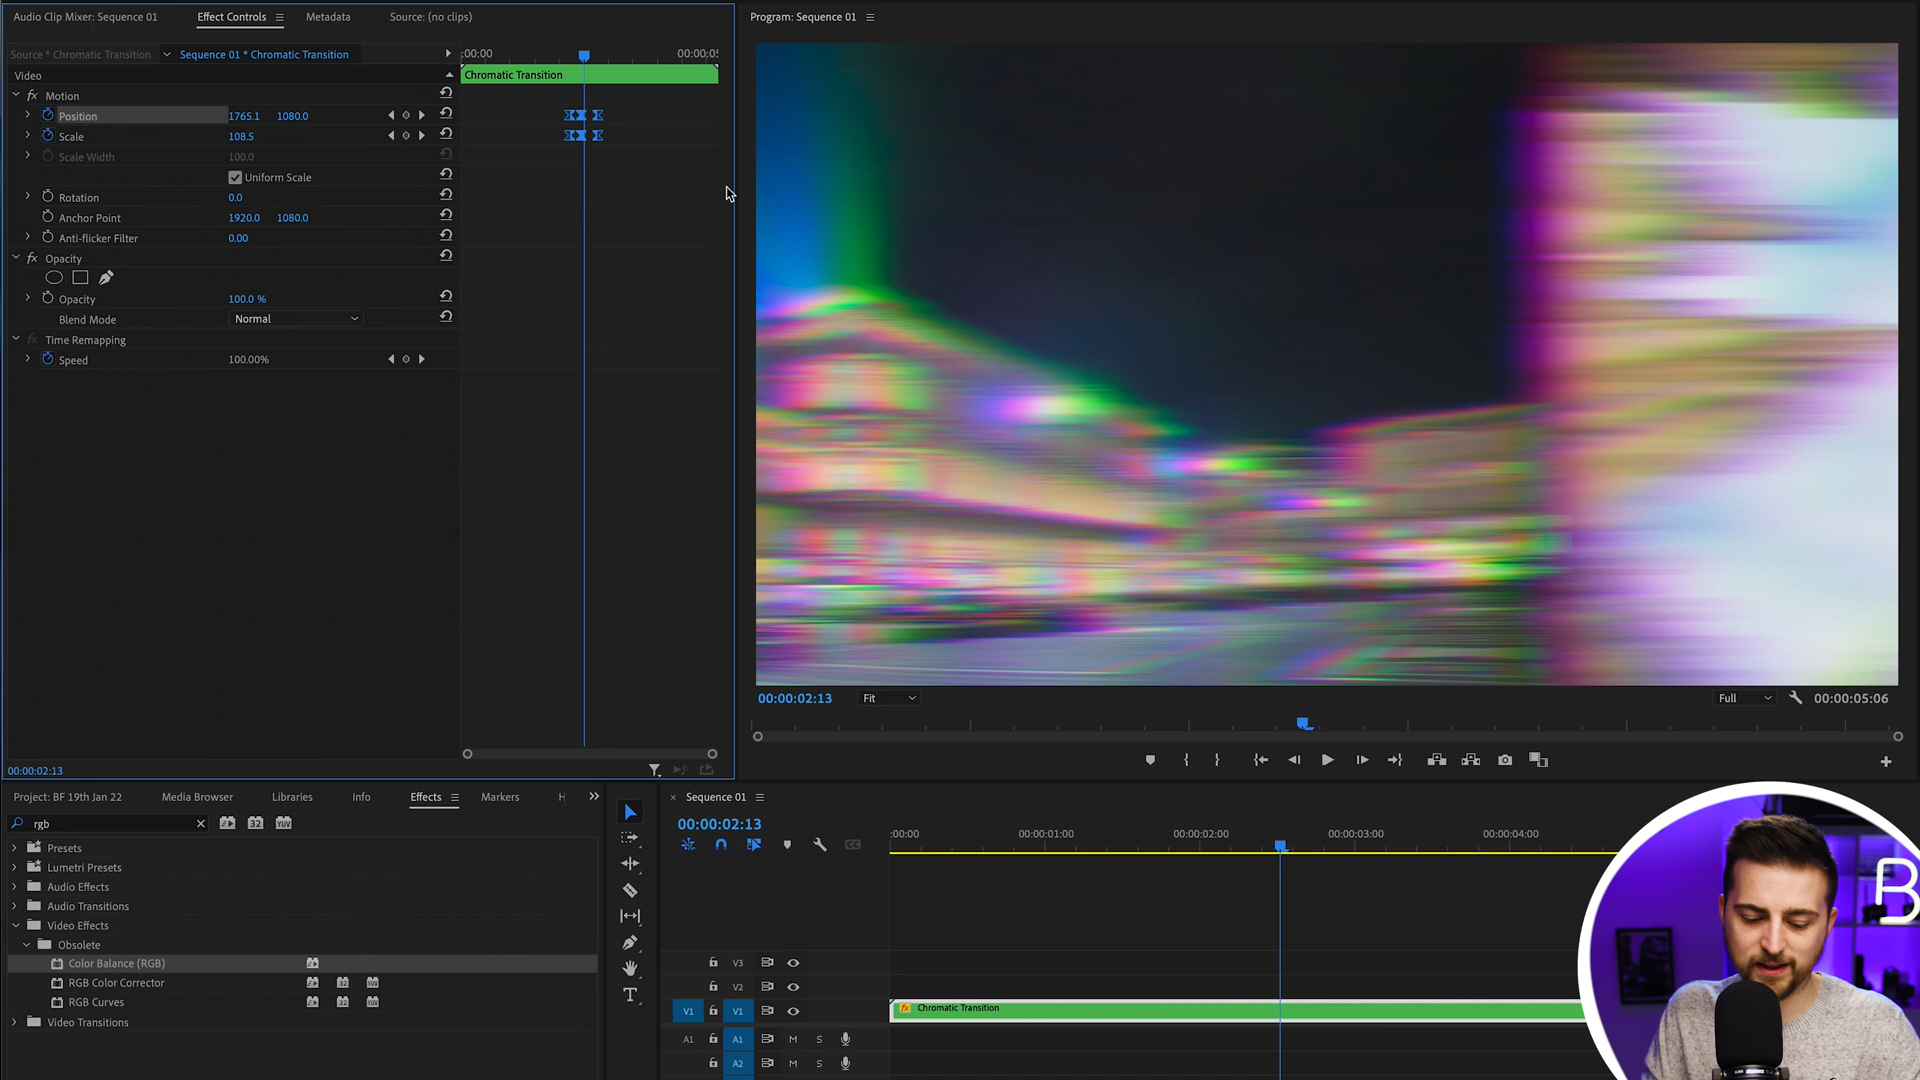 Audio Clip Mixer: Sequence 01 Effect Controls Metadata Source: (no clips)
Program: Sequence 01
Source * Chromatic Transition Sequence 01 * Chromatic Transition :00:00 00:00:05
Video Chromatic Transition
fx Motion
Position 1765.1 1080.0
Scale 108.5
Scale Width 100.0
Uniform Scale
Rotation 0.0
Anchor Point 1920.0 1080.0
Anti-flicker Filter 0.00
fx Opacity
Opacity 100.0 %
Blend Mode Normal
fx Time Remapping
Speed 100.00%
00:00:02:13 Fit Full 00:00:05:06
00:00:02:13
Project: BF 19th Jan 22 Media Browser Libraries Info Effects Markers H
rgb 32 YUV
Presets
Lumetri Presets
Audio Effects
Audio Transitions
Video Effects
Obsolete
Color Balance (RGB)
RGB Color Corrector
RGB Curves
Video Transitions
T
Sequence 01
00:00:02:13
:00:00 00:00:01:00 00:00:02:00 00:00:03:00 00:00:04:00
V3
V2
V1 V1 fx Chromatic Transition
A1 A1 M S
A2 M S
B